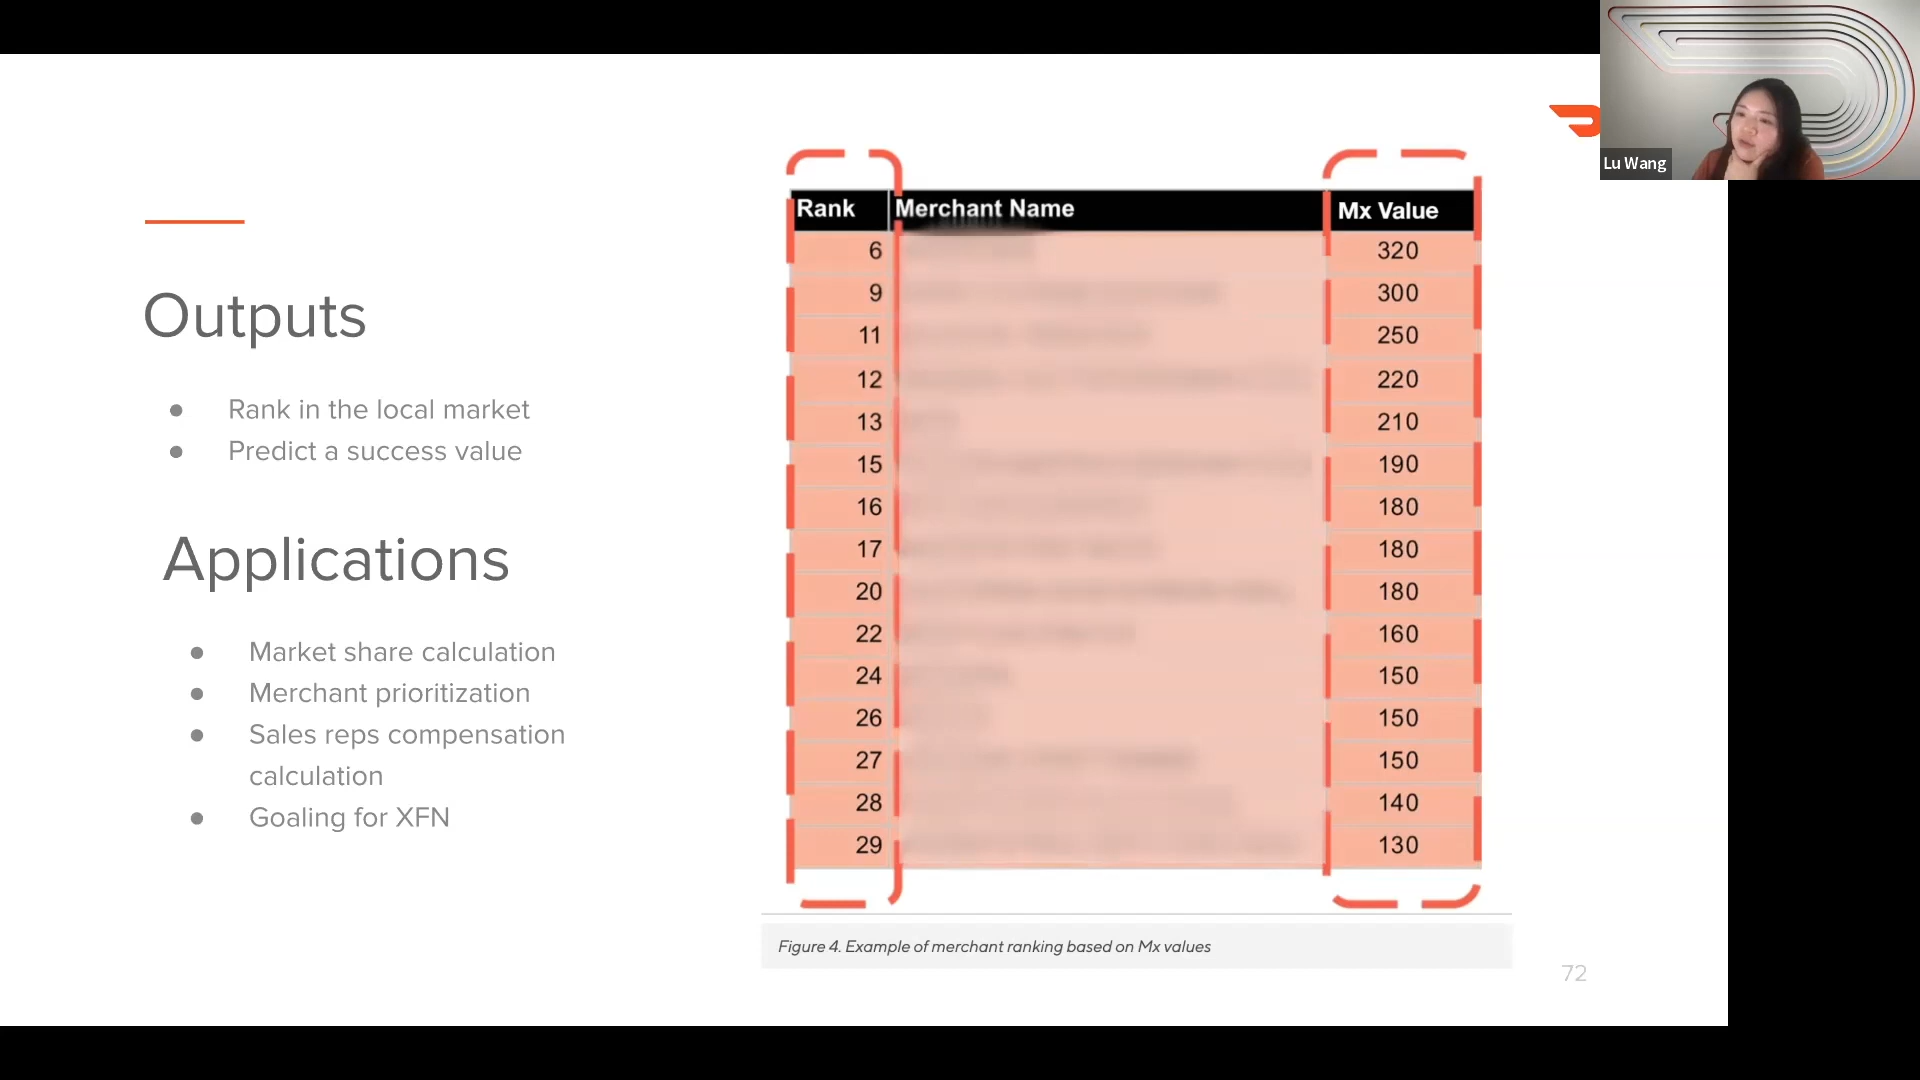 Lu Wang
Outputs
● Rank in the local market
● Predict a success value
Applications
● Market share calculation
● Merchant prioritization
● Sales reps compensation
calculation
● Goaling for XFN
Rank Merchant Name Mx Value
6 320
9 300
11 250
12 220
13 210
15 190
16 180
17 180
20 180
22 160
24 150
26 150
27 150
28 140
29 130
Figure 4. Example of merchant ranking based on Mx values
72